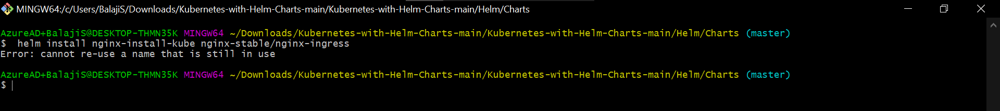 MINGW64:/c/Users/BalajiS/Downloads/Kubernetes-with-Helm-Charts-main/Kubernetes-with-Helm-Charts-main/Helm/Charts
AzureAD+BalajiS@DESKTOP-THMN35K MINGW64 ~/Downloads/Kubernetes-with-Helm-Charts-main/Kubernetes-with-Helm-Charts-main/Helm/Charts (master)
$  helm install nginx-install-kube nginx-stable/nginx-ingress
Error: cannot re-use a name that is still in use
AzureAD+BalajiS@DESKTOP-THMN35K MINGW64 ~/Downloads/Kubernetes-with-Helm-Charts-main/Kubernetes-with-Helm-Charts-main/Helm/Charts (master)
$